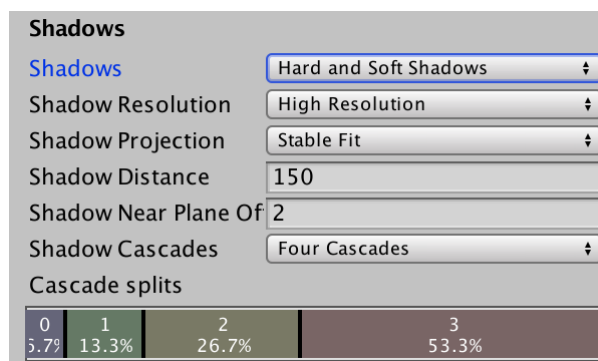 Shadows
Shadows Hard and Soft Shadows
Shadow Resolution High Resolution
Shadow Projection Stable Fit
Shadow Distance 150
Shadow Near Plane Of 2
Shadow Cascades Four Cascades
Cascade splits
0 1 2 3
13.3% 26.7% 53.3%